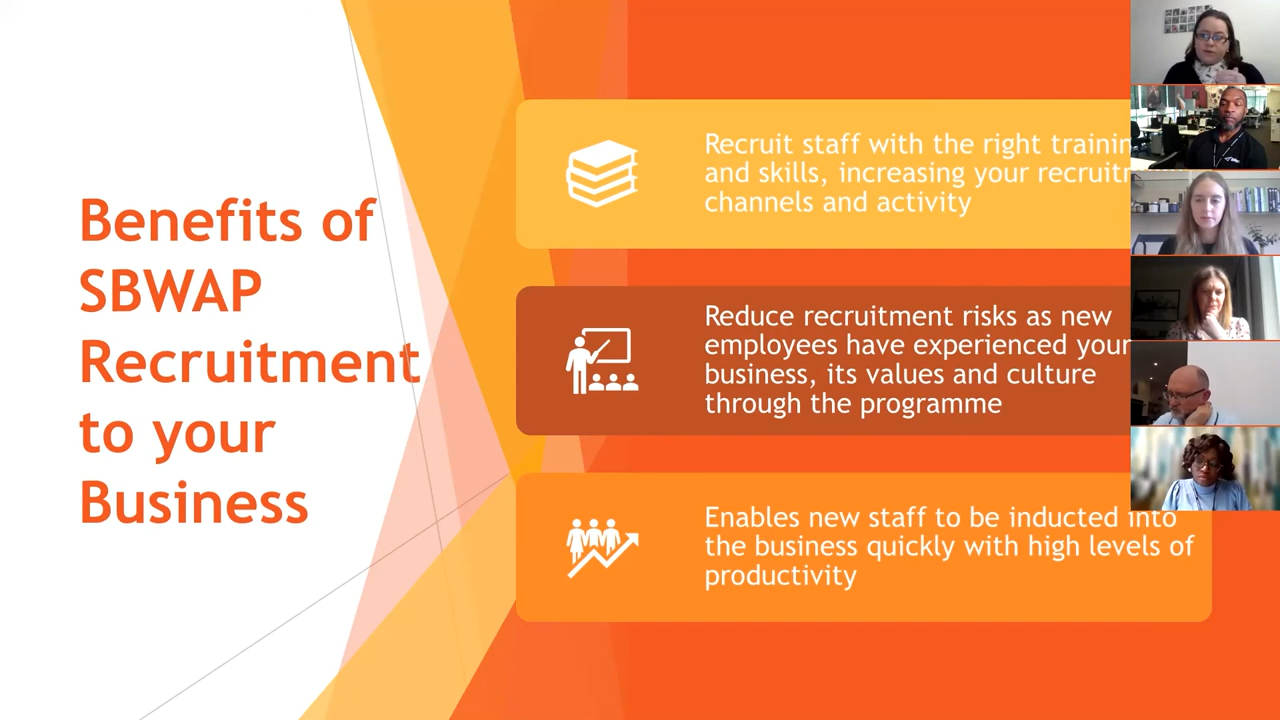 Benefits of
SBWAP
Recruitment
to your
Business
Recruit staff with the right
and skills, increasing your
channels and activity
Reduce recruitment risks as new
employees have experienced your
business, its values and culture
through the programme
Enables new staff to be inducted into
the business quickly with high levels of
productivity